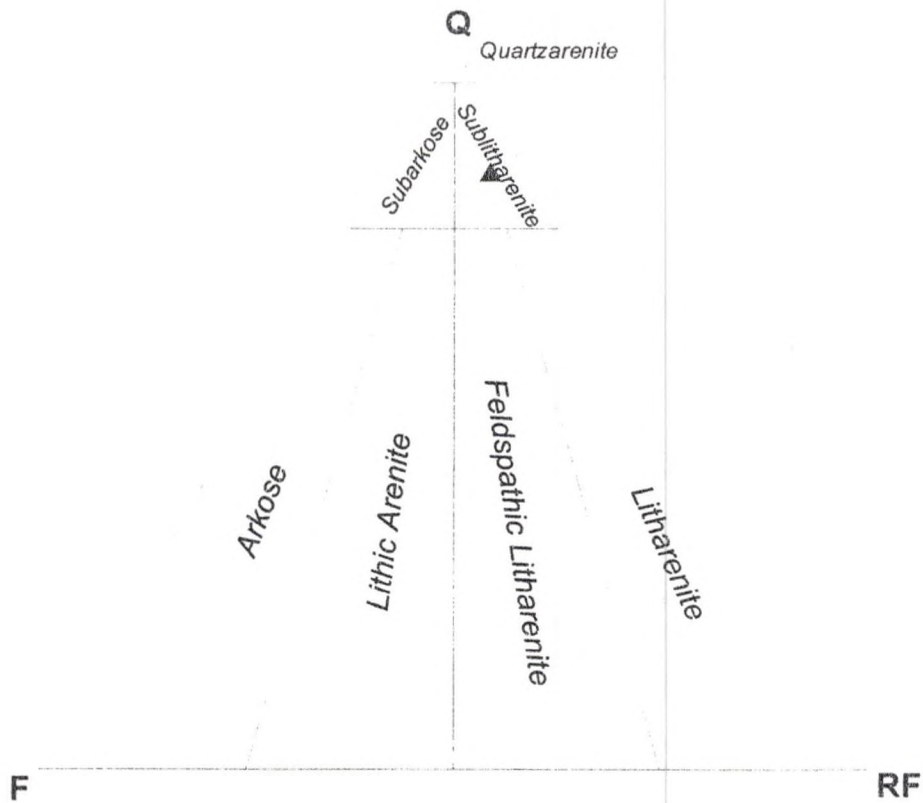 Q
Quartzarenite
Subarkose
Sublitharenite
Arkose
Lithic Arenite
Feldspathic Litharenite
Litharenite
F
RF